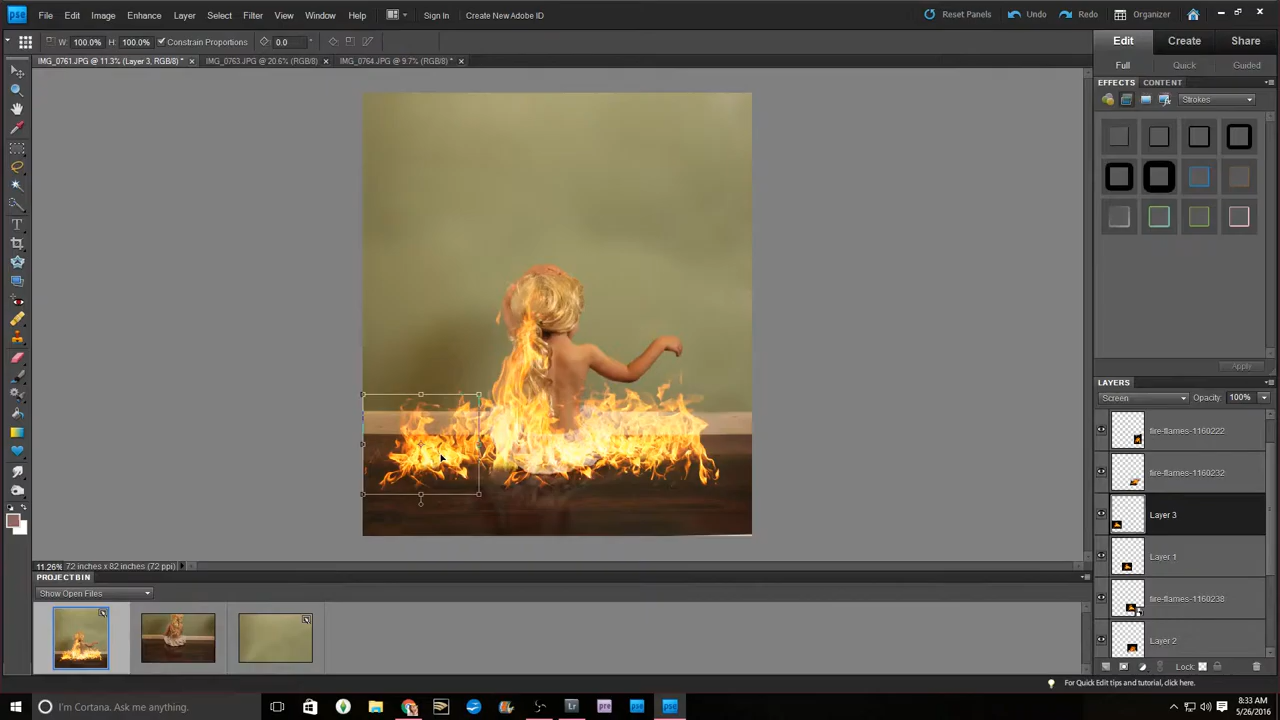 pse File Edit Image Enhance Layer Select Filter View Window Help Sign In Create New Adobe ID Reset Panels Undo Redo Organizer
W: 100.0% H: 100.0% Constrain Proportions 0.0
Edit Create Share
IMG_0761.JPG @ 11.3% (Layer 3, RGB/8) * IMG_0763.JPG @ 20.6% (RGB/8) IMG_0764.JPG @ 9.7% (RGB/8) *
Full Quick Guided
EFFECTS CONTENT
Strokes
T
Apply
LAYERS
Screen Opacity: 100%
fire-flames-1160222
fire-flames-1160232
Layer 3
Layer 1
fire-flames-1160238
Layer 2
11.26% 72 inches x 82 inches (72 ppi)
PROJECT BIN
Show Open Files
Lock:
For Quick Edit tips and tutorial, click here.
I'm Cortana. Ask me anything. Lr pre pse pse 8:33 AM
5/26/2016